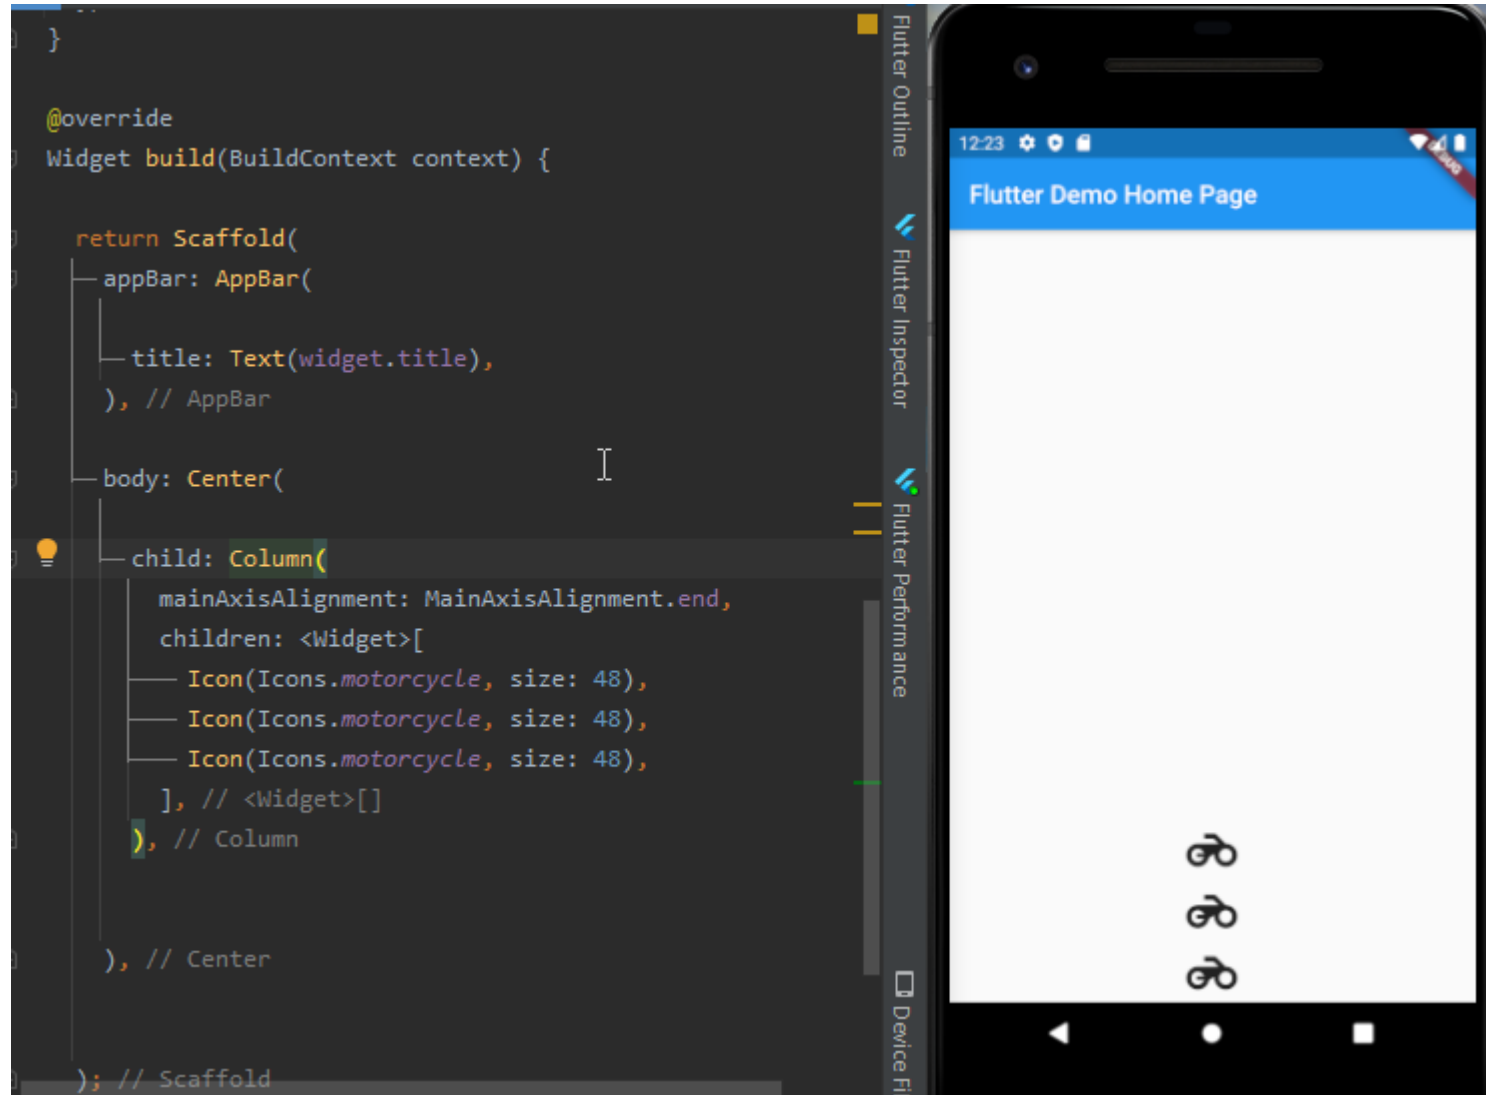 }
@override
Widget build(BuildContext context) {
return Scaffold(
appBar: AppBar(
title: Text(widget.title),
), // AppBar
body: Center(
child: Column(
mainAxisAlignment: MainAxisAlignment.end,
children: <Widget>[
Icon(Icons.motorcycle, size: 48),
Icon(Icons.motorcycle, size: 48),
Icon(Icons.motorcycle, size: 48),
], // <Widget>[]
), // Column
), // Center
); // Scaffold
Flutter Outline
Flutter Inspector
Flutter Performance
Device Fi
12:23
Flutter Demo Home Page